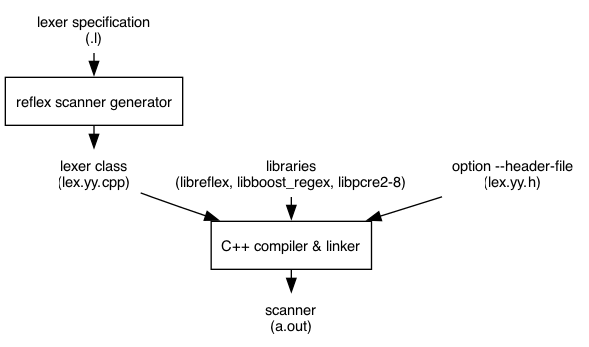 lexer specification
(.l)
reflex scanner generator
lexer class
(lex.yy.cpp)
libraries
(libreflex, libboost_regex, libpcre2-8)
option --header-file
(lex.yy.h)
C++ compiler & linker
scanner
(a.out)